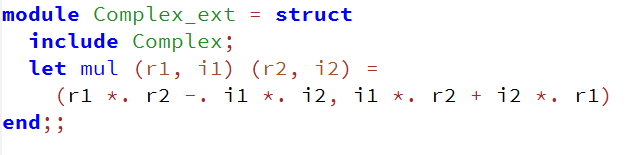 module Complex_ext = struct
  include Complex;
  let mul (r1, i1) (r2, i2) =
    (r1 *. r2 -. i1 *. i2, i1 *. r2 + i2 *. r1)
end;;